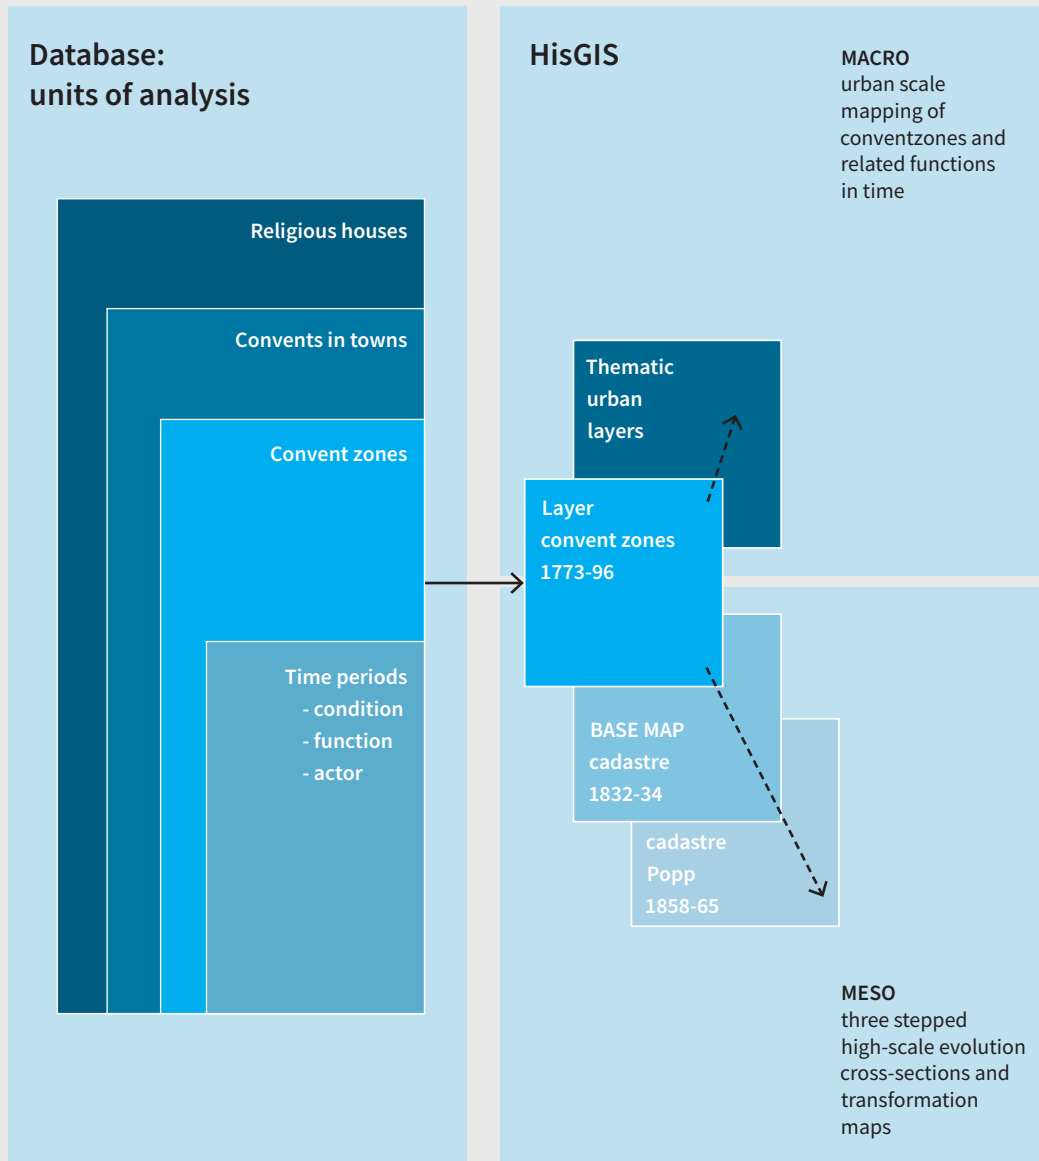 Database:
units of analysis
Religious houses
Convents in towns
Convent zones
Time periods
- condition
- function
- actor
HisGIS
MACRO
urban scale
mapping of
conventzones and
related functions
in time
Thematic
urban
layers
Layer
convent zones
1773-96
BASE MAP
cadastre
1832-34
cadastre
Popp
1858-65
MESO
three stepped
high-scale evolution
cross-sections and
transformation
maps